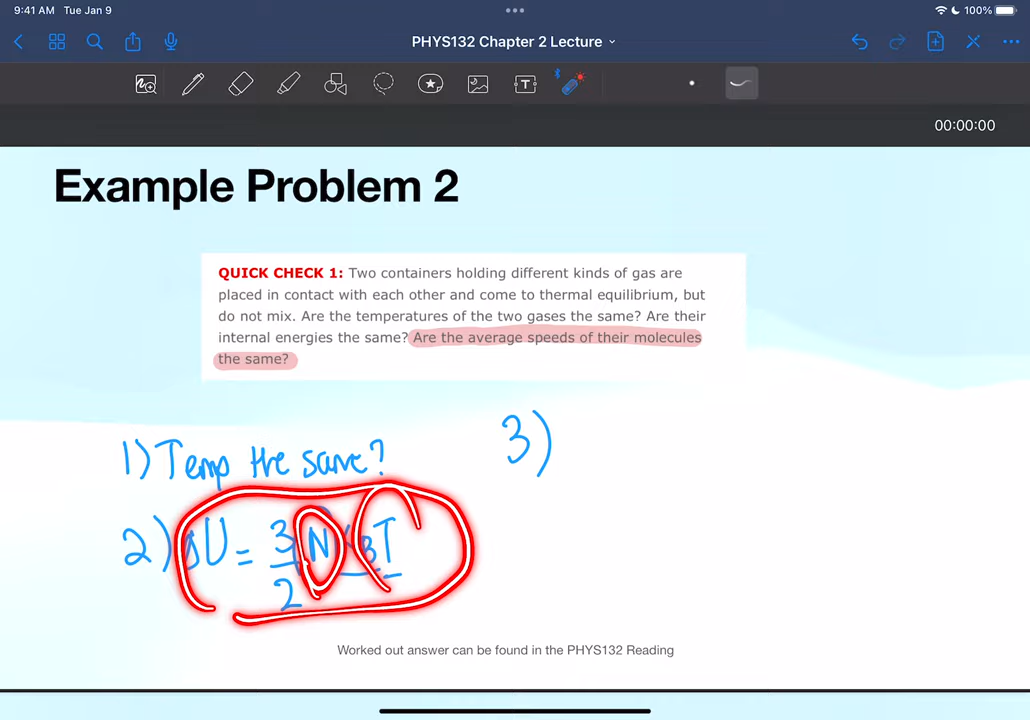 9:41 AM Tue Jan 9
100%
PHYS132 Chapter 2 Lecture
00:00:00
Example Problem 2
QUICK CHECK 1: Two containers holding different kinds of gas are
placed in contact with each other and come to thermal equilibrium, but
do not mix. Are the temperatures of the two gases the same? Are their
internal energies the same? Are the average speeds of their molecules
the same?
1) Temp the same?
3)
2) U = 3/2 N T
Worked out answer can be found in the PHYS132 Reading